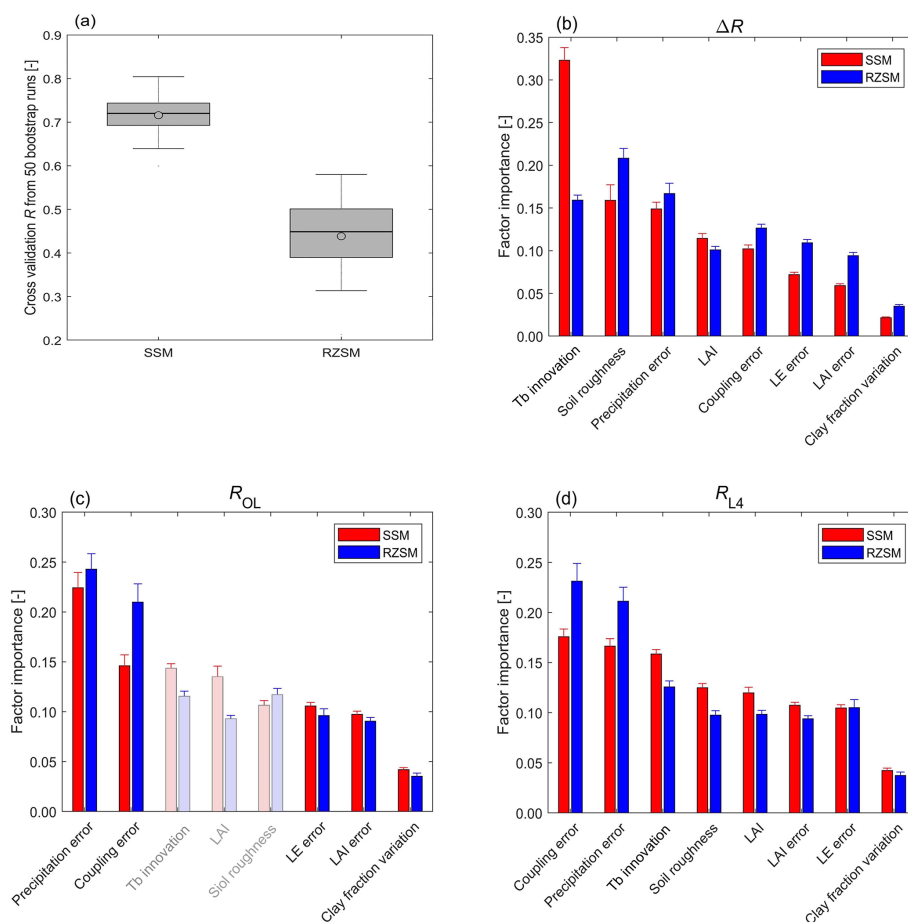 (a)
Cross validation R from 50 bootstrap runs [-]
0.9
0.8
0.7
0.6
0.5
0.4
0.3
0.2
SSM
RZSM
(b)
ΔR
Factor importance [-]
0.35
0.30
0.25
0.20
0.15
0.10
0.05
0.00
SSM
RZSM
Tb innovation
Soil roughness
Precipitation error
LAI
Coupling error
LE error
LAI error
Clay fraction variation
(c)
R_OL
Factor importance [-]
0.30
0.25
0.20
0.15
0.10
0.05
0.00
SSM
RZSM
Precipitation error
Coupling error
Tb innovation
LAI
Siol roughness
LE error
LAI error
Clay fraction variation
(d)
R_L4
Factor importance [-]
0.30
0.25
0.20
0.15
0.10
0.05
0.00
SSM
RZSM
Coupling error
Precipitation error
Tb innovation
Soil roughness
LAI
LAI error
LE error
Clay fraction variation